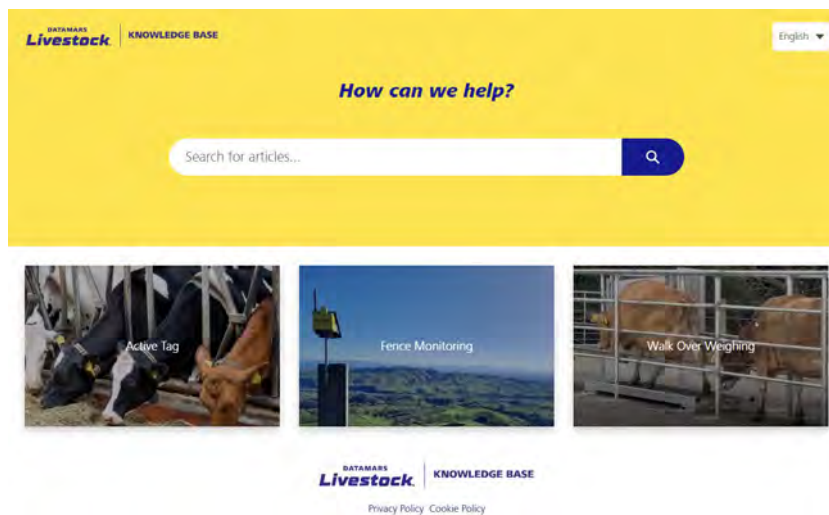 DATAMARS
Livestock
KNOWLEDGE BASE
English
How can we help?
Search for articles...
Active Tag
Fence Monitoring
Walk Over Weighing
DATAMARS
Livestock
KNOWLEDGE BASE
Privacy Policy Cookie Policy